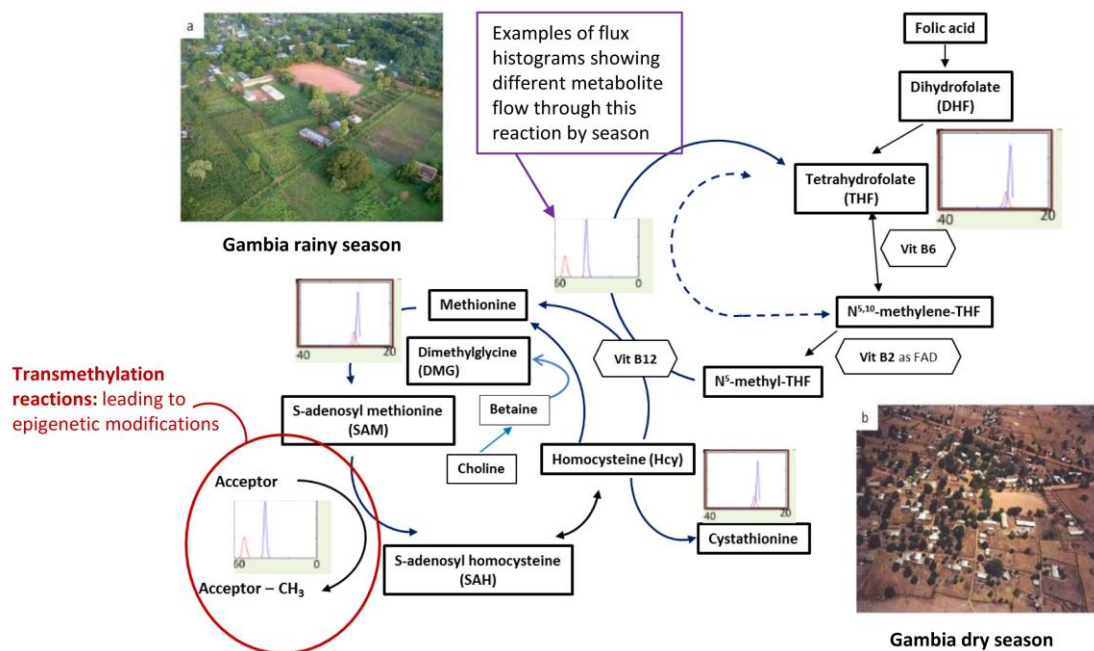 a
Gambia rainy season
Examples of flux
histograms showing
different metabolite
flow through this
reaction by season
Folic acid
Dihydrofolate
(DHF)
Tetrahydrofolate
(THF)
20
Vit B6
N⁵,¹⁰-methylene-THF
Vit B2 as FAD
N⁵-methyl-THF
Vit B12
60 0
40 20
Methionine
Dimethylglycine
(DMG)
Betaine
Choline
S-adenosyl methionine
(SAM)
Transmethylation
reactions: leading to
epigenetic modifications
Acceptor
60 0
Acceptor – CH₃
S-adenosyl homocysteine
(SAH)
Homocysteine (Hcy)
40 20
Cystathionine
b
Gambia dry season